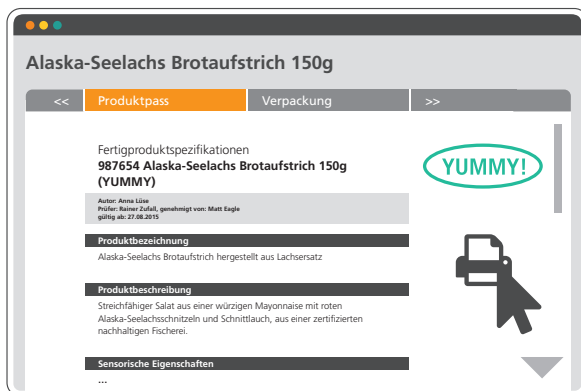 Alaska-Seelachs Brotaufstrich 150g
<< Produktpass Verpackung >>
Fertigproduktspezifikationen
987654 Alaska-Seelachs Brotaufstrich 150g
(YUMMY)
YUMMY!
Autor: Anna Lüse
Prüfer: Rainer Zufall, genehmigt von: Matt Eagle
gültig ab: 27.08.2015
Produktbezeichnung
Alaska-Seelachs Brotaufstrich hergestellt aus Lachsersatz
Produktbeschreibung
Streichfähiger Salat aus einer würzigen Mayonnaise mit roten
Alaska-Seelachsschnitzeln und Schnittlauch, aus einer zertifizierten
nachhaltigen Fischerei.
Sensorische Eigenschaften
...